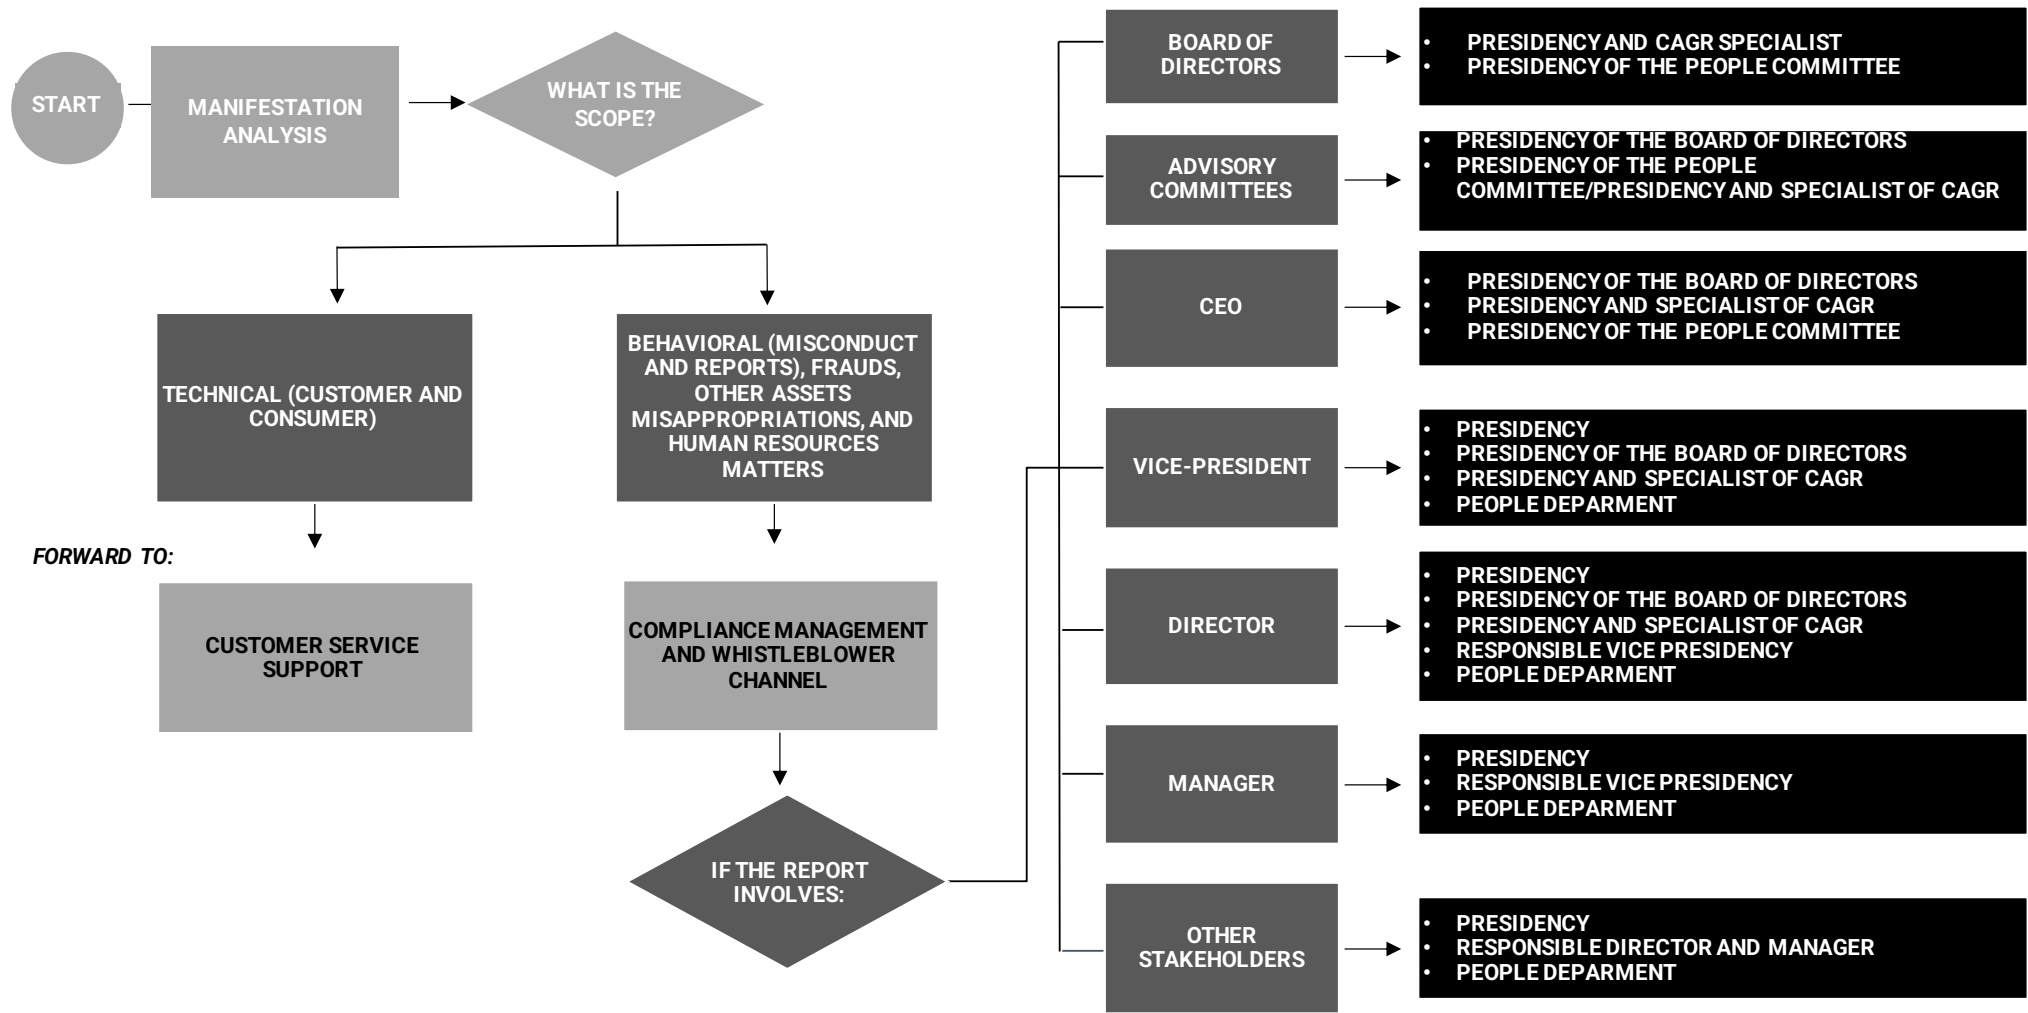 START
MANIFESTATION
ANALYSIS
WHAT IS THE
SCOPE?
TECHNICAL (CUSTOMER AND
CONSUMER)
BEHAVIORAL (MISCONDUCT
AND REPORTS), FRAUDS,
OTHER ASSETS
MISAPPROPRIATIONS, AND
HUMAN RESOURCES
MATTERS
FORWARD TO:
CUSTOMER SERVICE
SUPPORT
COMPLIANCE MANAGEMENT
AND WHISTLEBLOWER
CHANNEL
IF THE REPORT
INVOLVES:
BOARD OF
DIRECTORS
• PRESIDENCY AND CAGR SPECIALIST
• PRESIDENCY OF THE PEOPLE COMMITTEE
ADVISORY
COMMITTEES
• PRESIDENCY OF THE BOARD OF DIRECTORS
• PRESIDENCY OF THE PEOPLE
COMMITTEE/PRESIDENCY AND SPECIALIST OF CAGR
CEO
• PRESIDENCY OF THE BOARD OF DIRECTORS
• PRESIDENCY AND SPECIALIST OF CAGR
• PRESIDENCY OF THE PEOPLE COMMITTEE
VICE-PRESIDENT
• PRESIDENCY
• PRESIDENCY OF THE BOARD OF DIRECTORS
• PRESIDENCY AND SPECIALIST OF CAGR
• PEOPLE DEPARMENT
DIRECTOR
• PRESIDENCY
• PRESIDENCY OF THE BOARD OF DIRECTORS
• PRESIDENCY AND SPECIALIST OF CAGR
• RESPONSIBLE VICE PRESIDENCY
• PEOPLE DEPARMENT
MANAGER
• PRESIDENCY
• RESPONSIBLE VICE PRESIDENCY
• PEOPLE DEPARMENT
OTHER
STAKEHOLDERS
• PRESIDENCY
• RESPONSIBLE DIRECTOR AND MANAGER
• PEOPLE DEPARMENT